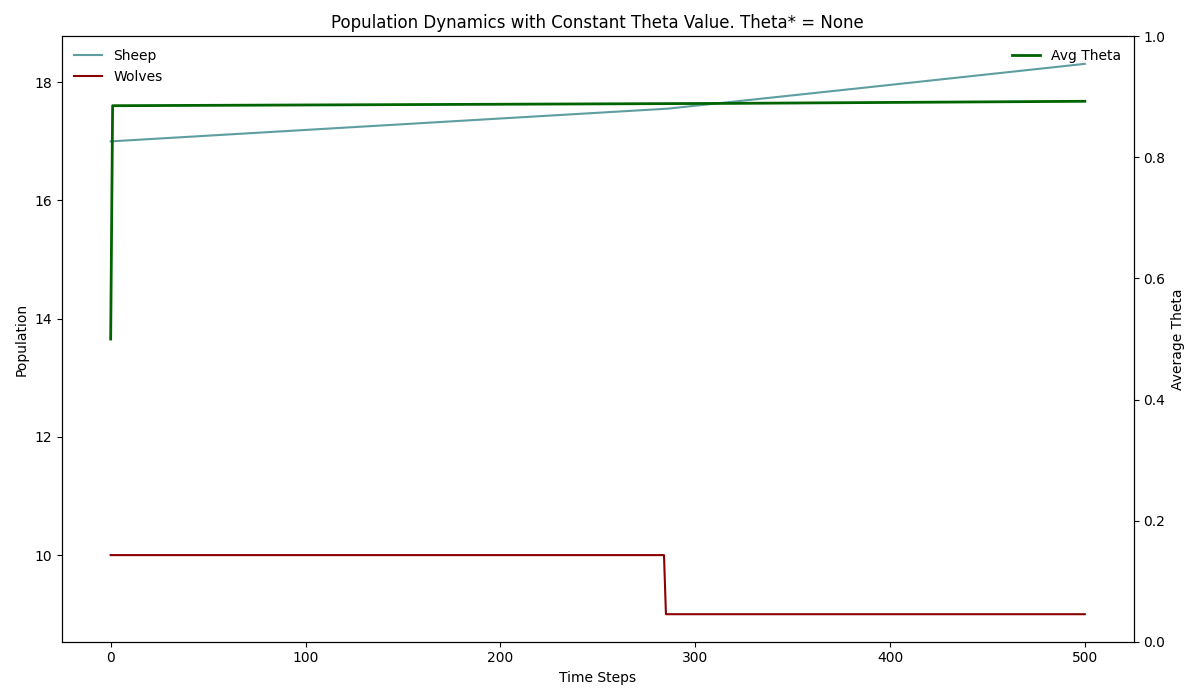 Population Dynamics with Constant Theta Value. Theta* = None
Sheep
Wolves
Avg Theta
Population
18
16
14
12
10
1.0
0.8
0.6
0.4
0.2
0.0
Average Theta
0 100 200 300 400 500
Time Steps